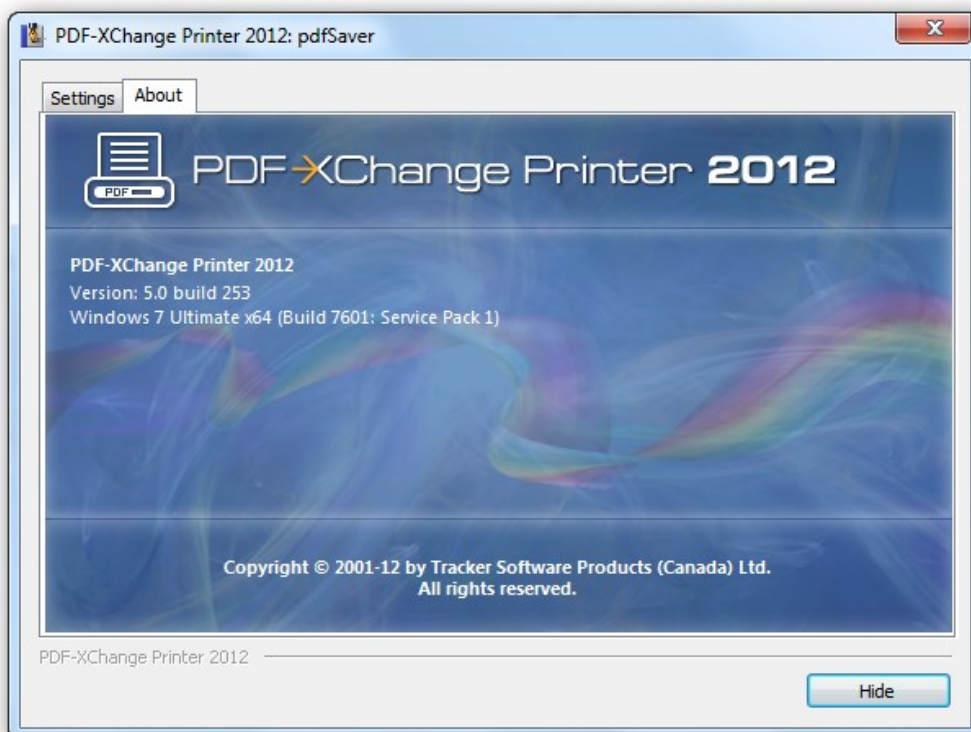 PDF-XChange Printer 2012: pdfSaver
Settings
About
PDF
PDF-XChange Printer 2012
PDF-XChange Printer 2012
Version: 5.0 build 253
Windows 7 Ultimate x64 (Build 7601: Service Pack 1)
Copyright © 2001-12 by Tracker Software Products (Canada) Ltd.
All rights reserved.
PDF-XChange Printer 2012
Hide